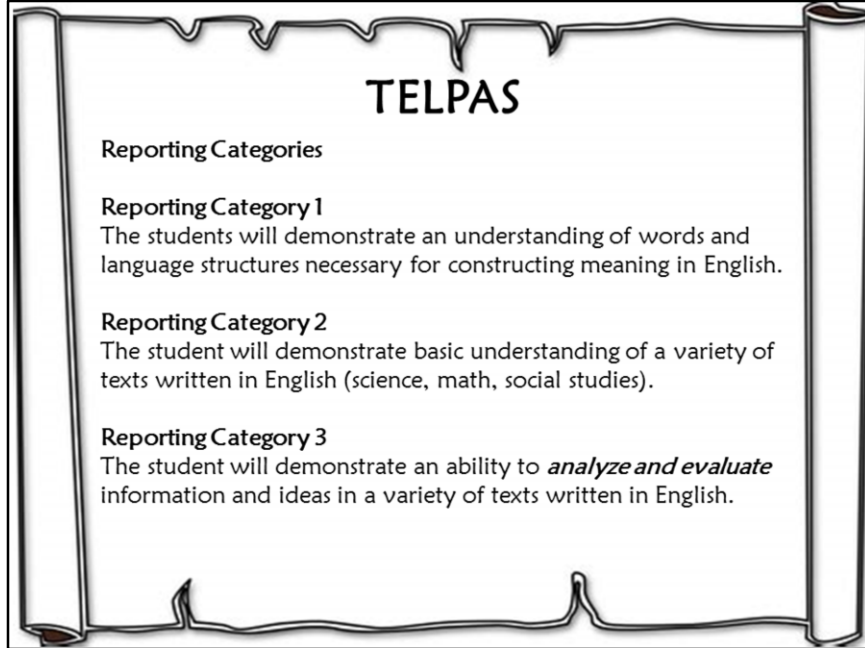 TELPAS
Reporting Categories
Reporting Category 1
The students will demonstrate an understanding of words and
language structures necessary for constructing meaning in English.
Reporting Category 2
The student will demonstrate basic understanding of a variety of
texts written in English (science, math, social studies).
Reporting Category 3
The student will demonstrate an ability to analyze and evaluate
information and ideas in a variety of texts written in English.